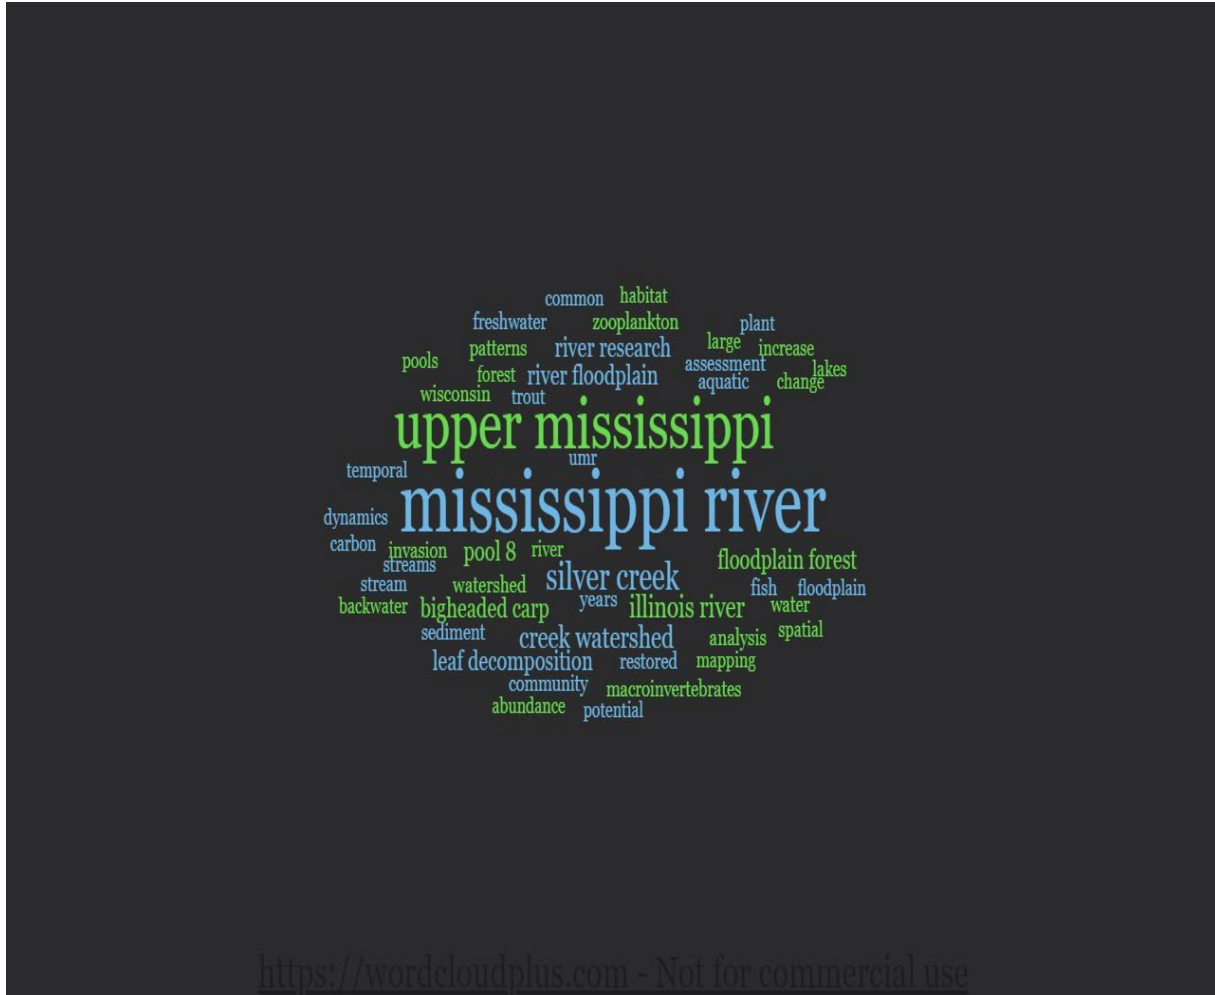 common habitat
freshwater zooplankton plant
patterns river research large increase
pools forest river floodplain assessment lakes
wisconsin trout aquatic change
upper mississippi
umr
temporal
mississippi river
dynamics
carbon invasion pool 8 river floodplain forest
streams silver creek
stream watershed years fish floodplain
backwater bigheaded carp illinois river water
sediment creek watershed analysis spatial
leaf decomposition restored mapping
community macroinvertebrates
abundance potential
https://wordcloudplus.com - Not for commercial use